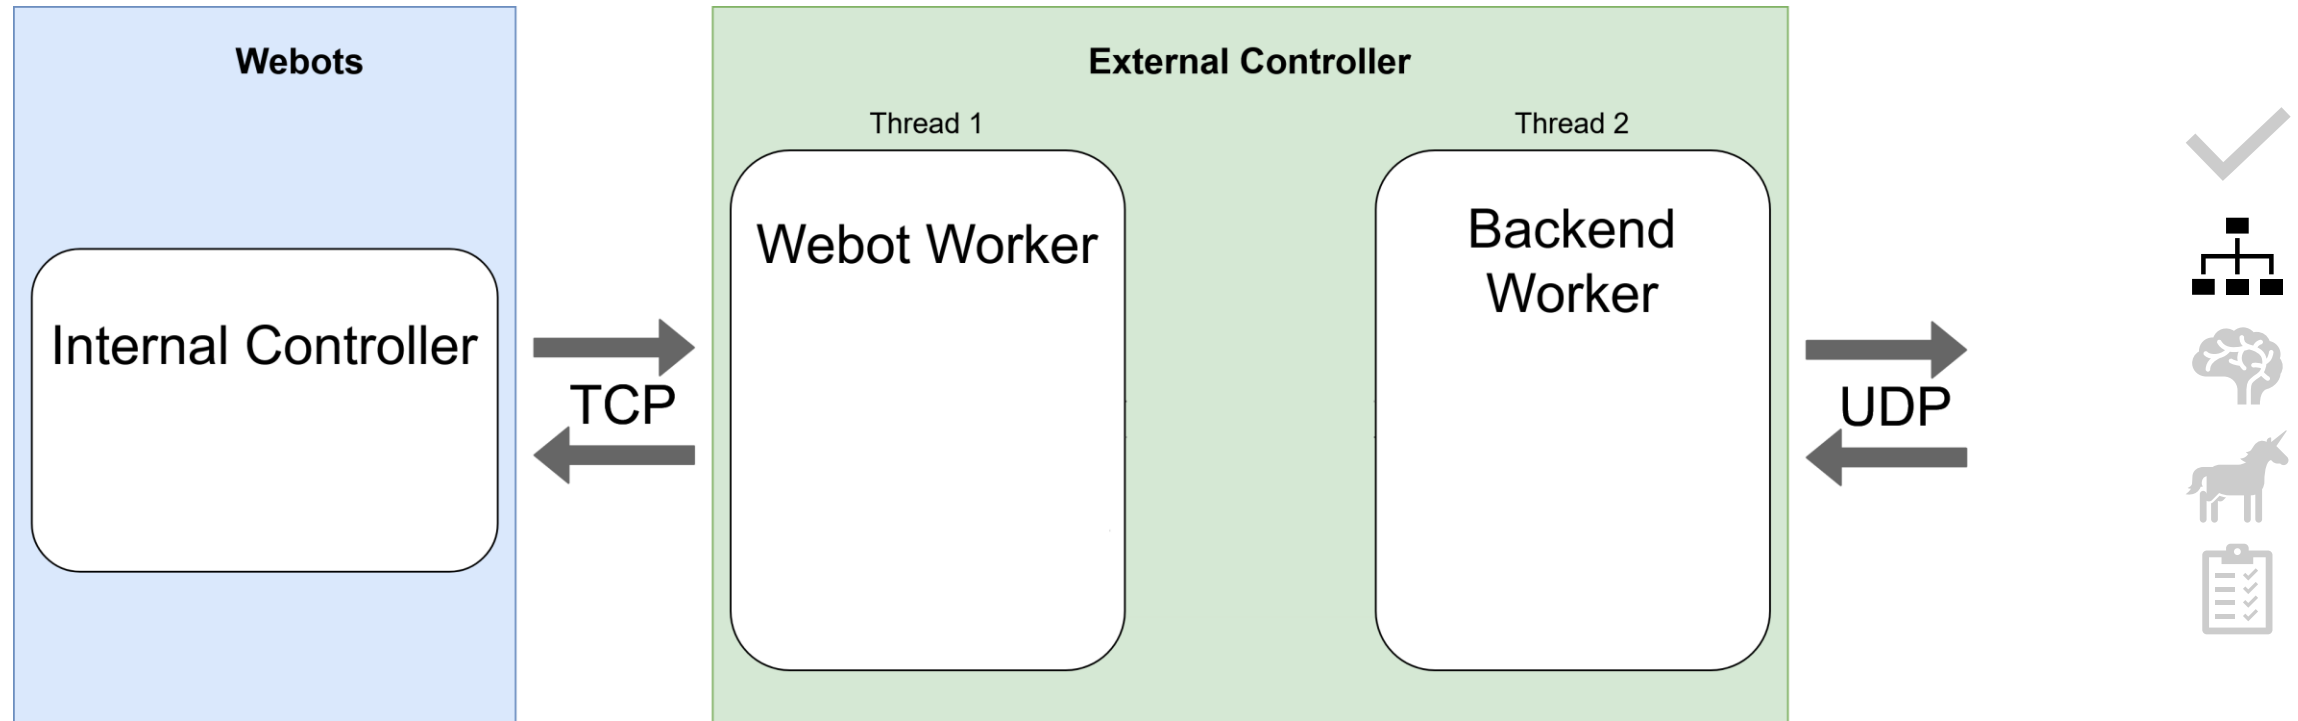 Webots
External Controller
Thread 1
Thread 2
Internal Controller
TCP
Webot Worker
Backend
Worker
UDP